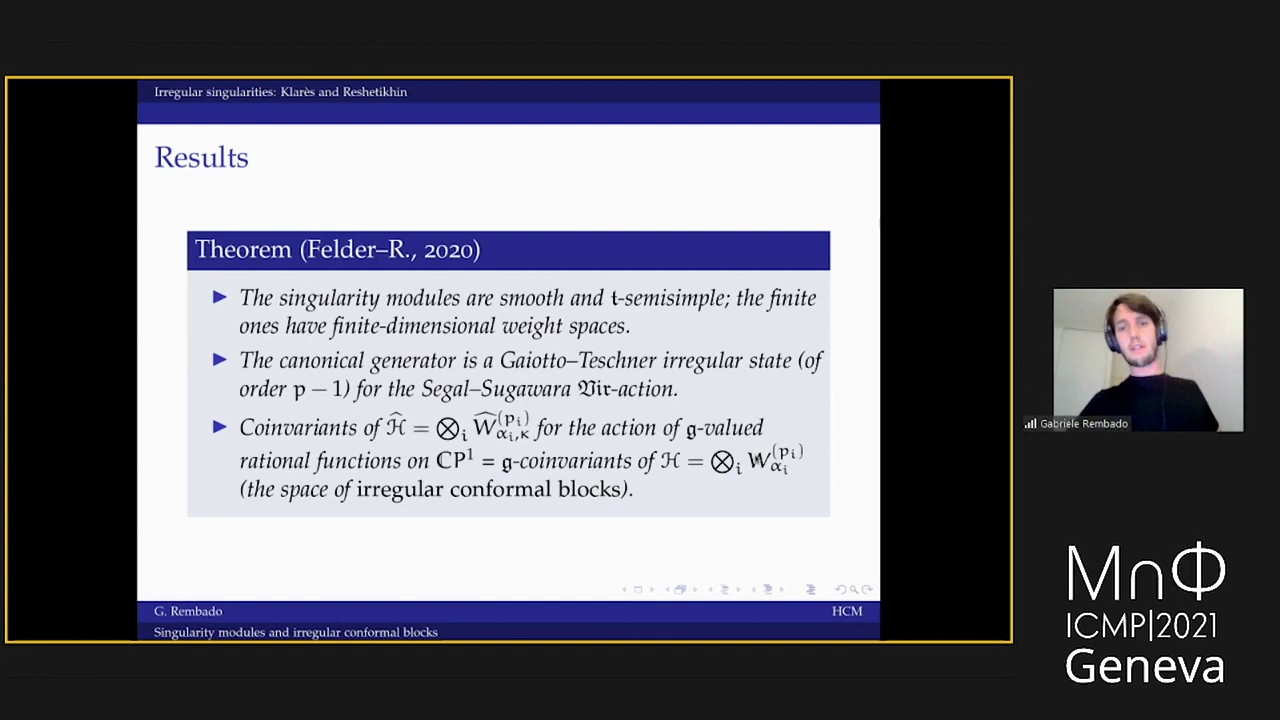 Irregular singularities: Klarès and Reshetikhin
Results
Theorem (Felder–R., 2020)
▶ The singularity modules are smooth and 𝔱-semisimple; the finite
ones have finite-dimensional weight spaces.
▶ The canonical generator is a Gaiotto–Teschner irregular state (of
order p − 1) for the Segal–Sugawara 𝔙𝔦𝔯-action.
▶ Coinvariants of ℋ̂ = ⨂ᵢ Ŵ_{αᵢ,κ}^{(pᵢ)} for the action of 𝔤-valued
rational functions on ℂP¹ = 𝔤-coinvariants of ℋ = ⨂ᵢ W_{αᵢ}^{(pᵢ)}
(the space of irregular conformal blocks).
G. Rembado
HCM
Singularity modules and irregular conformal blocks
Gabriele Rembado
M∩Φ
ICMP|2021
Geneva